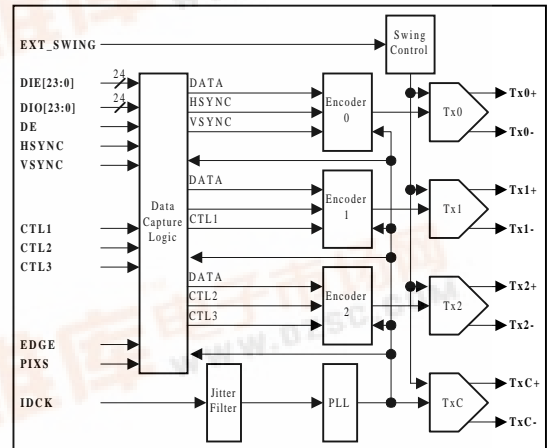 Swing
Control
EXT_SWING
DIE[23:0]
24
DIO[23:0]
24
DE
HSYNC
VSYNC
CTL1
CTL2
CTL3
EDGE
PIXS
IDCK
Data
Capture
Logic
DATA
HSYNC
VSYNC
Encoder
0
Tx0
Tx0+
Tx0-
DATA
CTL1
Encoder
1
Tx1
Tx1+
Tx1-
DATA
CTL2
CTL3
Encoder
2
Tx2
Tx2+
Tx2-
Jitter
Filter
PLL
TxC
TxC+
TxC-